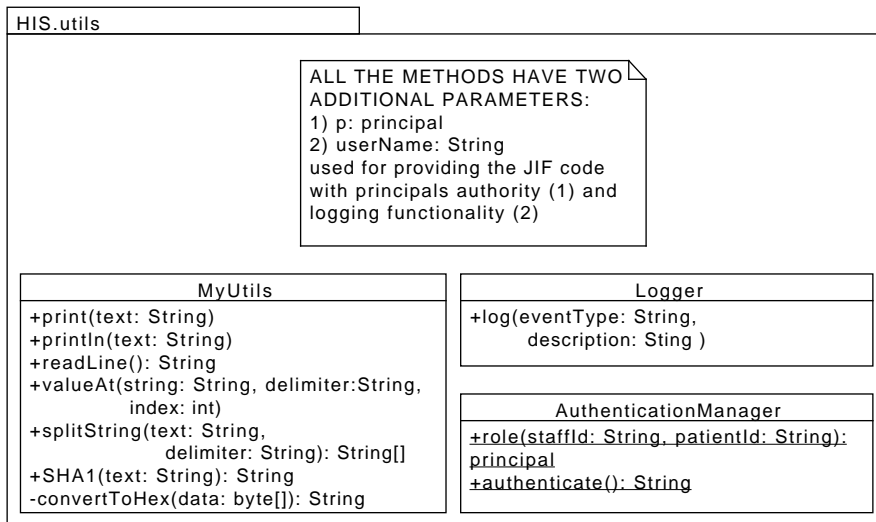 HIS.utils
ALL THE METHODS HAVE TWO
ADDITIONAL PARAMETERS:
1) p: principal
2) userName: String
used for providing the JIF code
with principals authority (1) and
logging functionality (2)
MyUtils
+print(text: String)
+println(text: String)
+readLine(): String
+valueAt(string: String, delimiter:String,
index: int)
+splitString(text: String,
delimiter: String): String[]
+SHA1(text: String): String
-convertToHex(data: byte[]): String
Logger
+log(eventType: String,
description: Sting )
AuthenticationManager
+role(staffId: String, patientId: String):
principal
+authenticate(): String